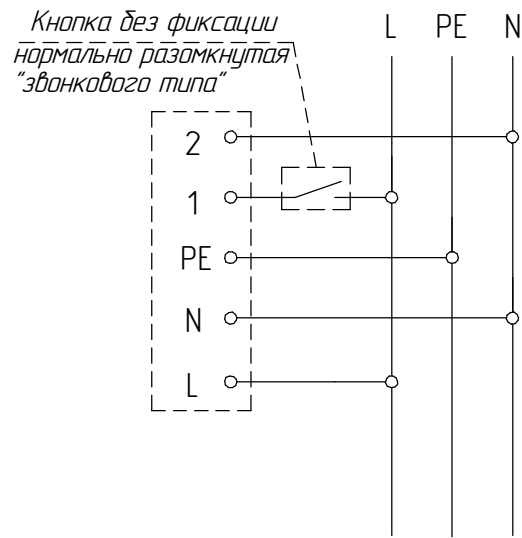 Кнопка без фиксации
нормально разомкнутая
"звонкового типа"
L PE N
2
1
PE
N
L